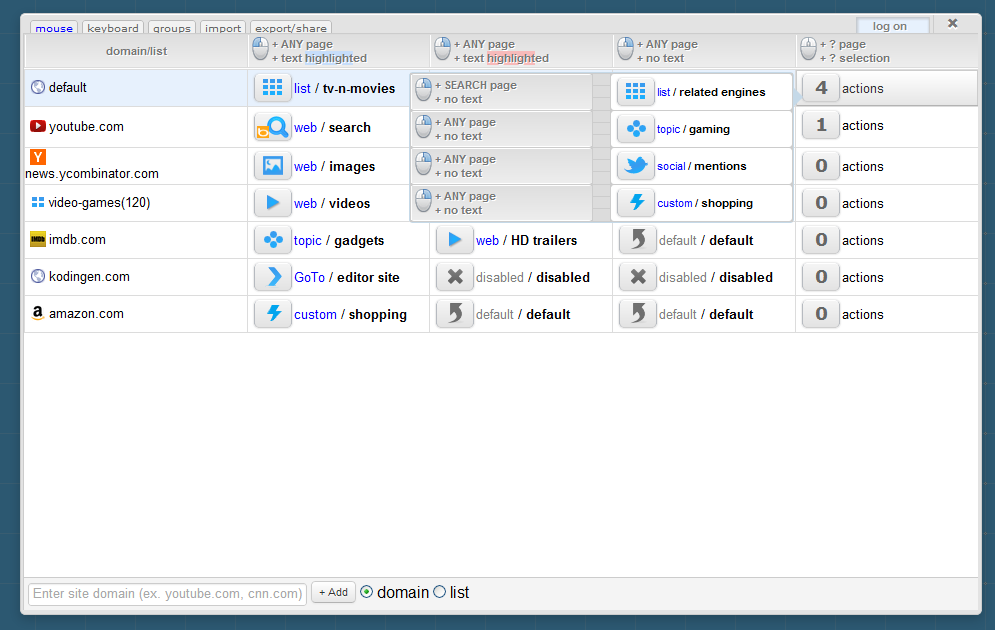 mouse keyboard groups import export/share log on
domain/list
+ ANY page
+ text highlighted
+ ANY page
+ text highlighted
+ ANY page
+ no text
+ ? page
+ ? selection
default
list / tv-n-movies
+ SEARCH page
+ no text
list / related engines
4 actions
youtube.com
web / search
+ ANY page
+ no text
topic / gaming
1 actions
Y
news.ycombinator.com
web / images
+ ANY page
+ no text
social / mentions
0 actions
video-games(120)
web / videos
+ ANY page
+ no text
custom / shopping
0 actions
IMDb imdb.com
topic / gadgets
web / HD trailers
default / default
0 actions
kodingen.com
GoTo / editor site
disabled / disabled
disabled / disabled
0 actions
a amazon.com
custom / shopping
default / default
default / default
0 actions
Enter site domain (ex. youtube.com, cnn.com) + Add domain list